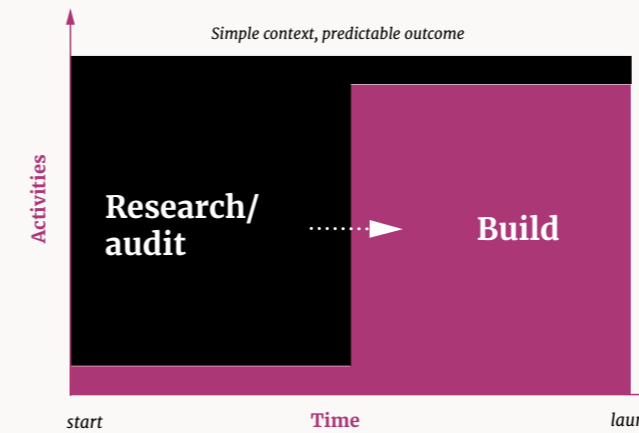 Simple context, predictable outcome
Activities
Research/
audit
Build
start
Time